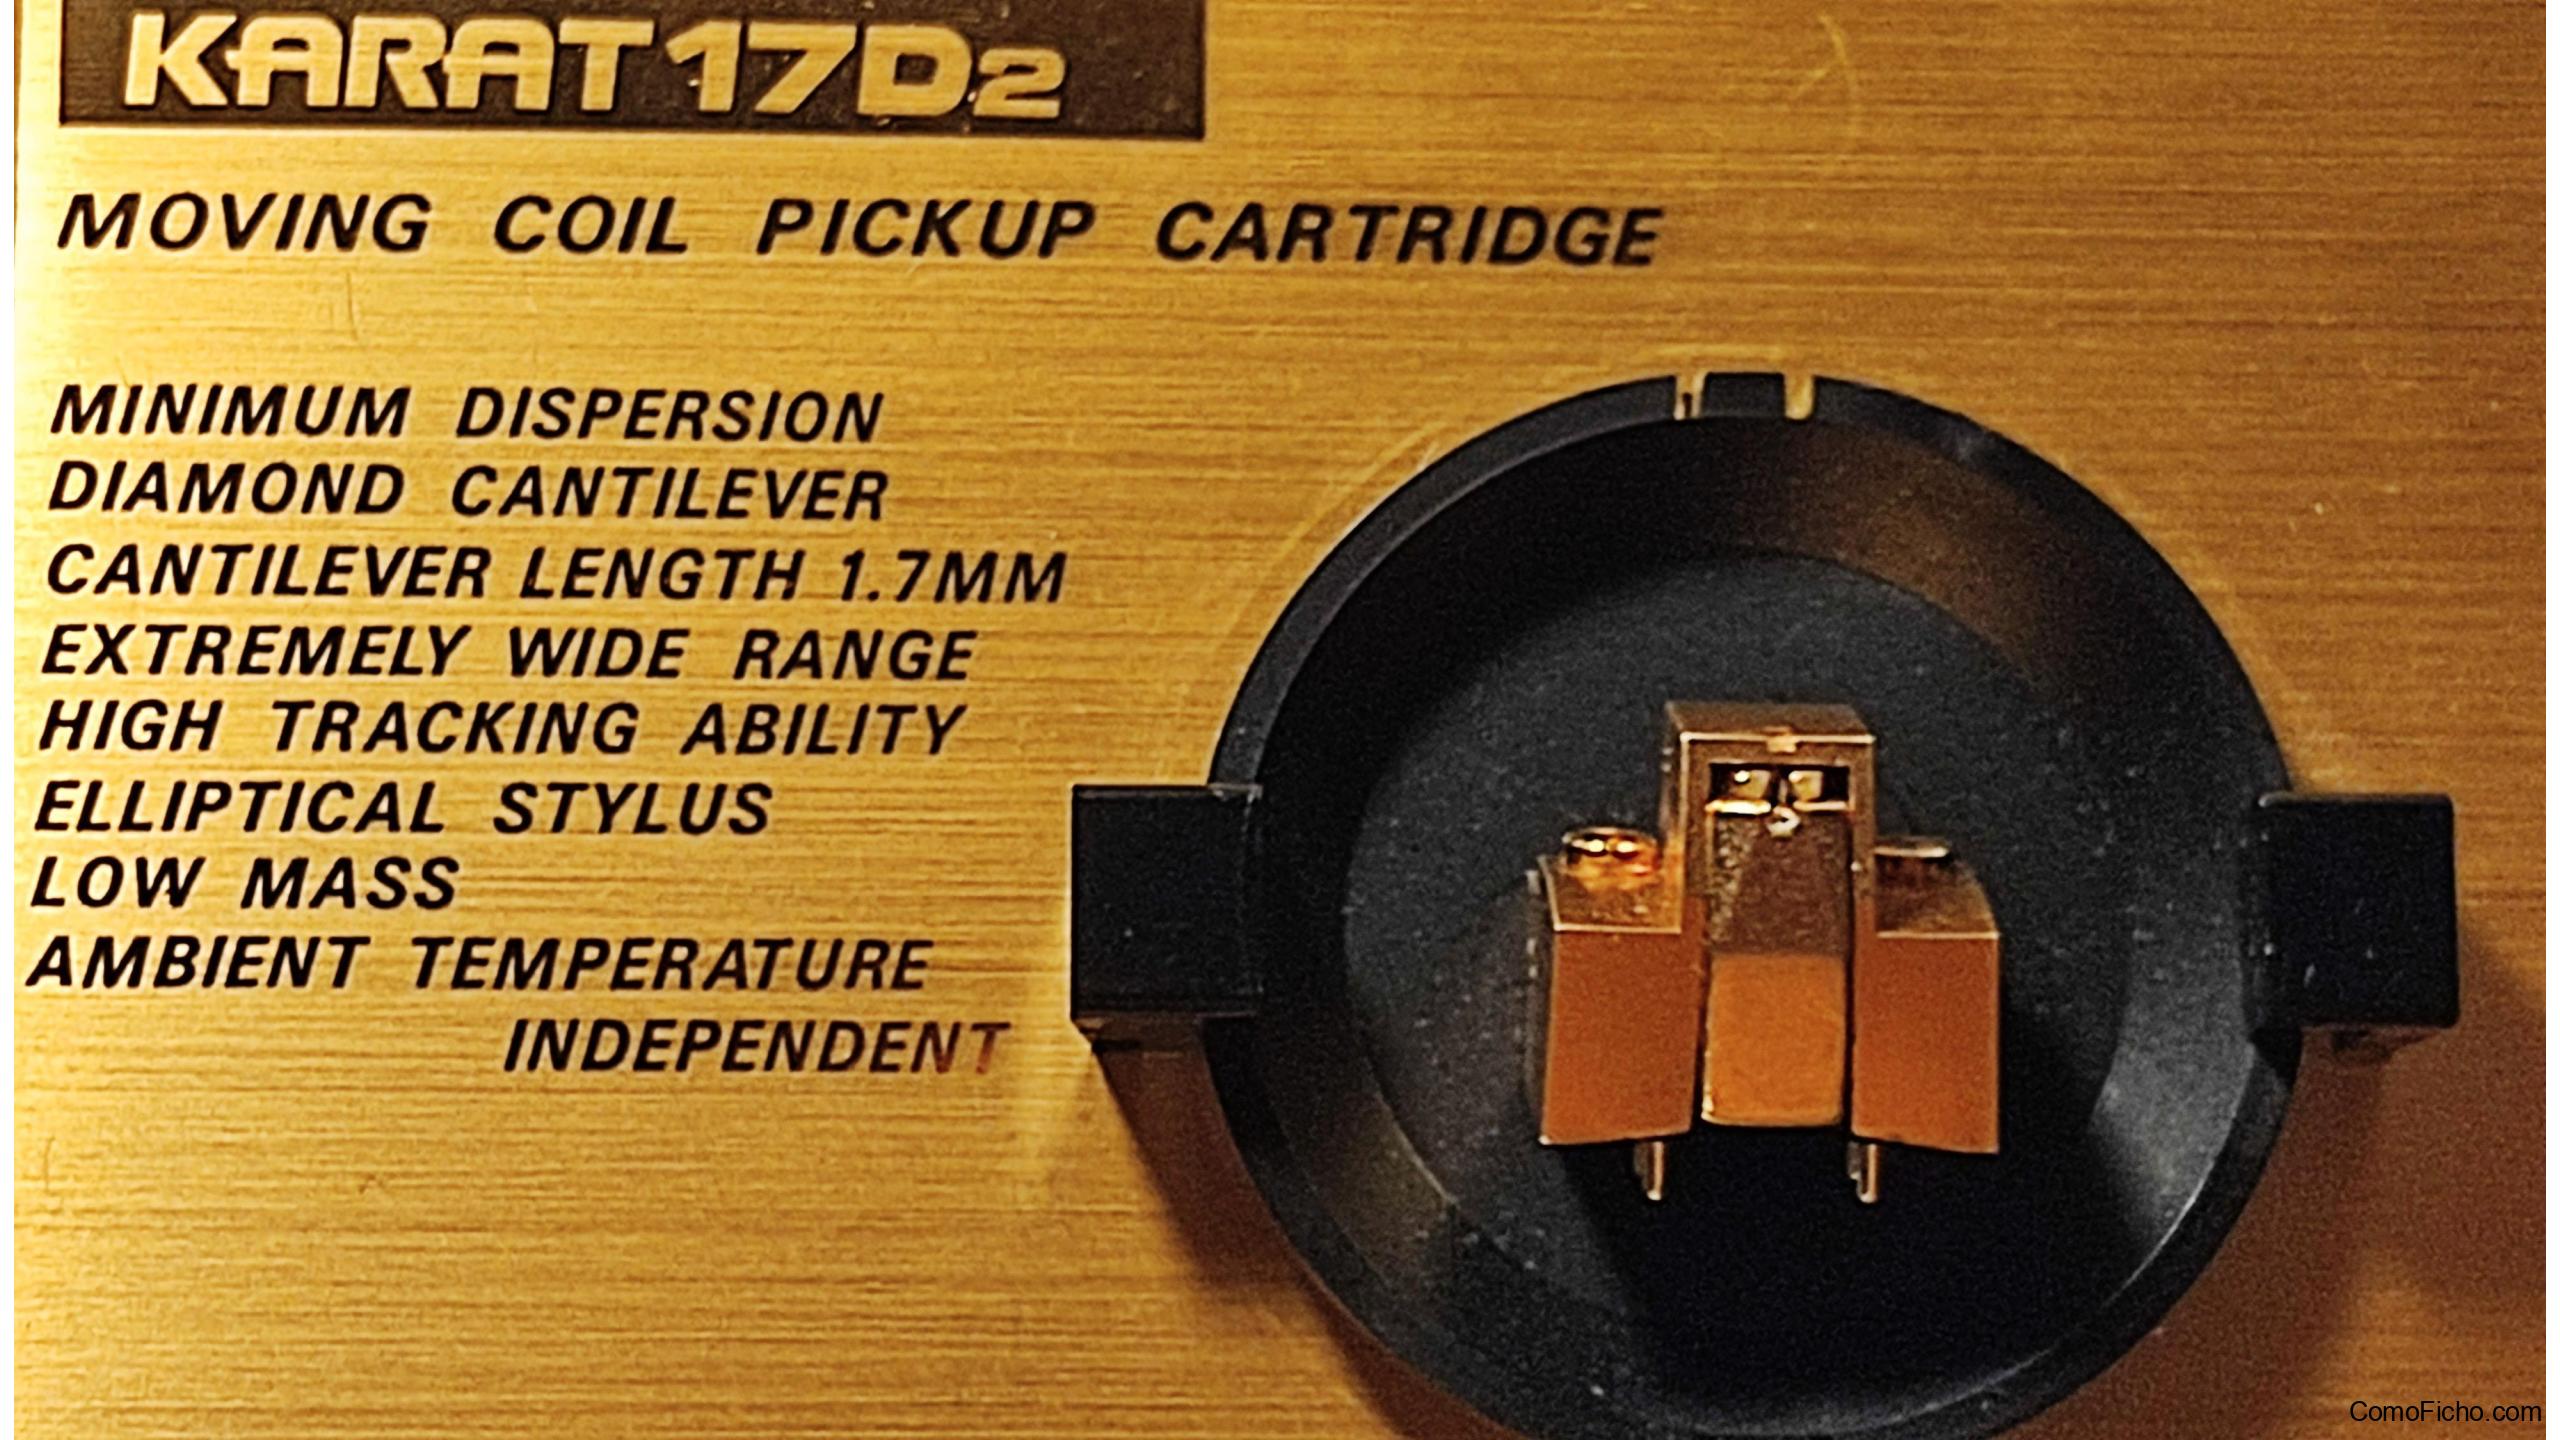 KARAT 17D2
MOVING COIL PICKUP CARTRIDGE
MINIMUM DISPERSION
DIAMOND CANTILEVER
CANTILEVER LENGTH 1.7MM
EXTREMELY WIDE RANGE
HIGH TRACKING ABILITY
ELLIPTICAL STYLUS
LOW MASS
AMBIENT TEMPERATURE
INDEPENDENT
ComoFicho.com